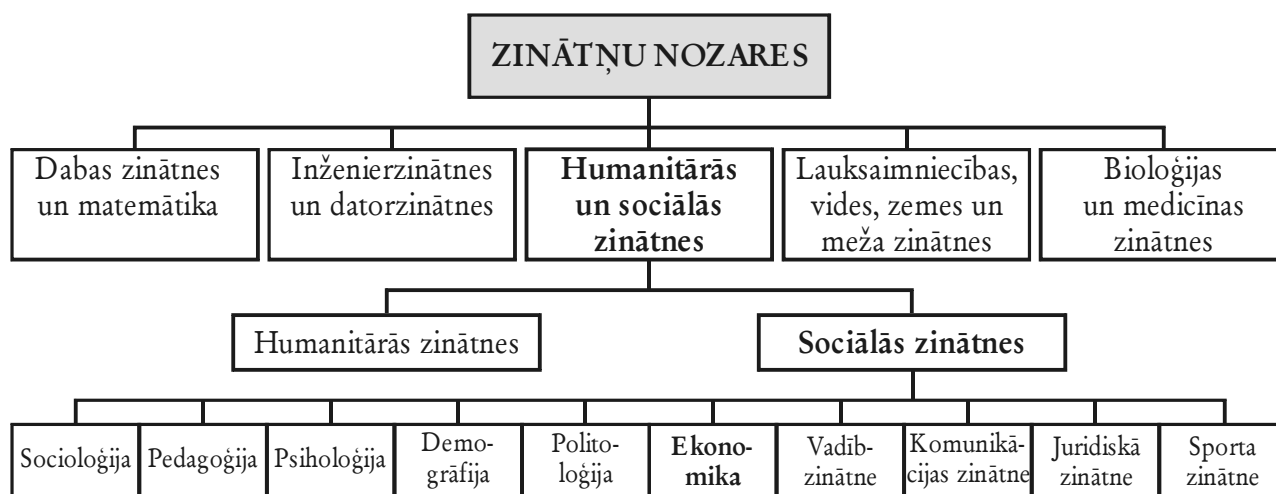 ZINĀTŅU NOZARES
Dabas zinātnes
un matemātika
Inženierzinātnes
un datorzinātnes
Humanitārās
un sociālās
zinātnes
Lauksaimniecības,
vides, zemes un
meža zinātnes
Bioloģijas
un medicīnas
zinātnes
Humanitārās zinātnes
Sociālās zinātnes
Socioloģija
Pedagoģija
Psiholoģija
Demo-
grāfija
Polito-
loģija
Ekono-
mika
Vadīb-
zinātne
Komunikā-
cijas zinātne
Juridiskā
zinātne
Sporta
zinātne